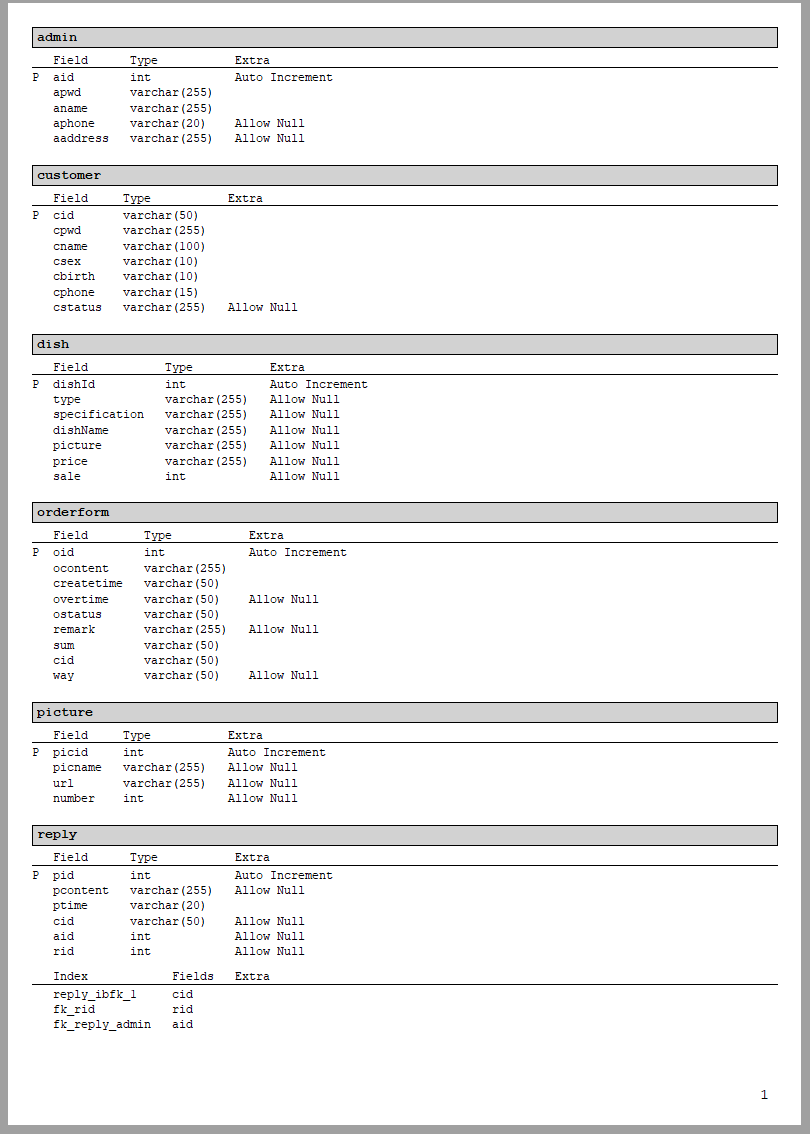 admin
Field Type Extra
P aid int Auto Increment
apwd varchar(255)
aname varchar(255)
aphone varchar(20) Allow Null
aaddress varchar(255) Allow Null
customer
Field Type Extra
P cid varchar(50)
cpwd varchar(255)
cname varchar(100)
csex varchar(10)
cbirth varchar(10)
cphone varchar(15)
cstatus varchar(255) Allow Null
dish
Field Type Extra
P dishId int Auto Increment
type varchar(255) Allow Null
specification varchar(255) Allow Null
dishName varchar(255) Allow Null
picture varchar(255) Allow Null
price varchar(255) Allow Null
sale int Allow Null
orderform
Field Type Extra
P oid int Auto Increment
ocontent varchar(255)
createtime varchar(50)
overtime varchar(50) Allow Null
ostatus varchar(50)
remark varchar(255) Allow Null
sum varchar(50)
cid varchar(50)
way varchar(50) Allow Null
picture
Field Type Extra
P picid int Auto Increment
picname varchar(255) Allow Null
url varchar(255) Allow Null
number int Allow Null
reply
Field Type Extra
P pid int Auto Increment
pcontent varchar(255) Allow Null
ptime varchar(20)
cid varchar(50) Allow Null
aid int Allow Null
rid int Allow Null
Index Fields Extra
reply_ibfk_1 cid
fk_rid rid
fk_reply_admin aid
1